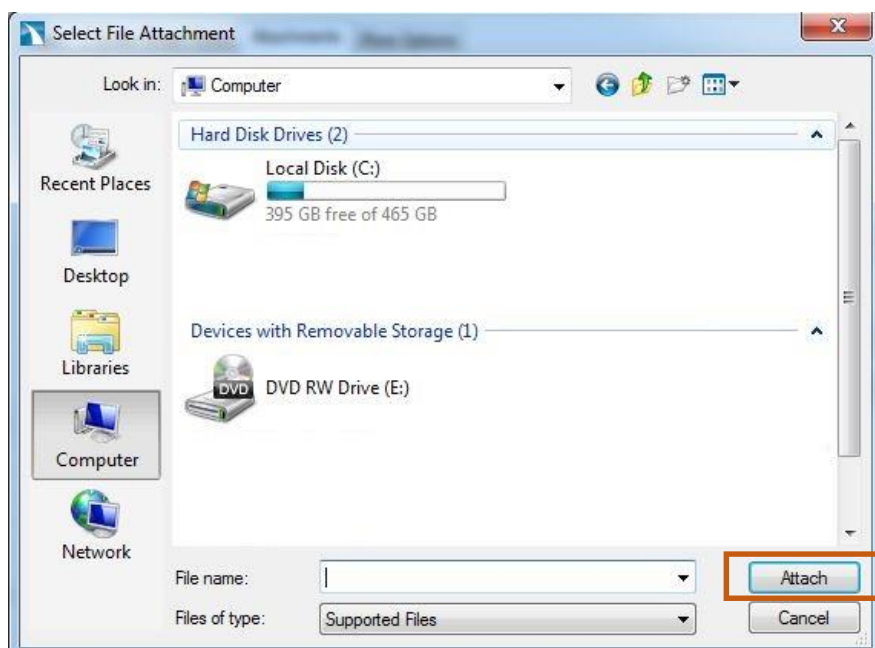 Select File Attachment
Look in: Computer
Recent Places
Desktop
Libraries
Computer
Network
Hard Disk Drives (2)
Local Disk (C:)
395 GB free of 465 GB
Devices with Removable Storage (1)
DVD
DVD RW Drive (E:)
File name:
Attach
Files of type: Supported Files
Cancel